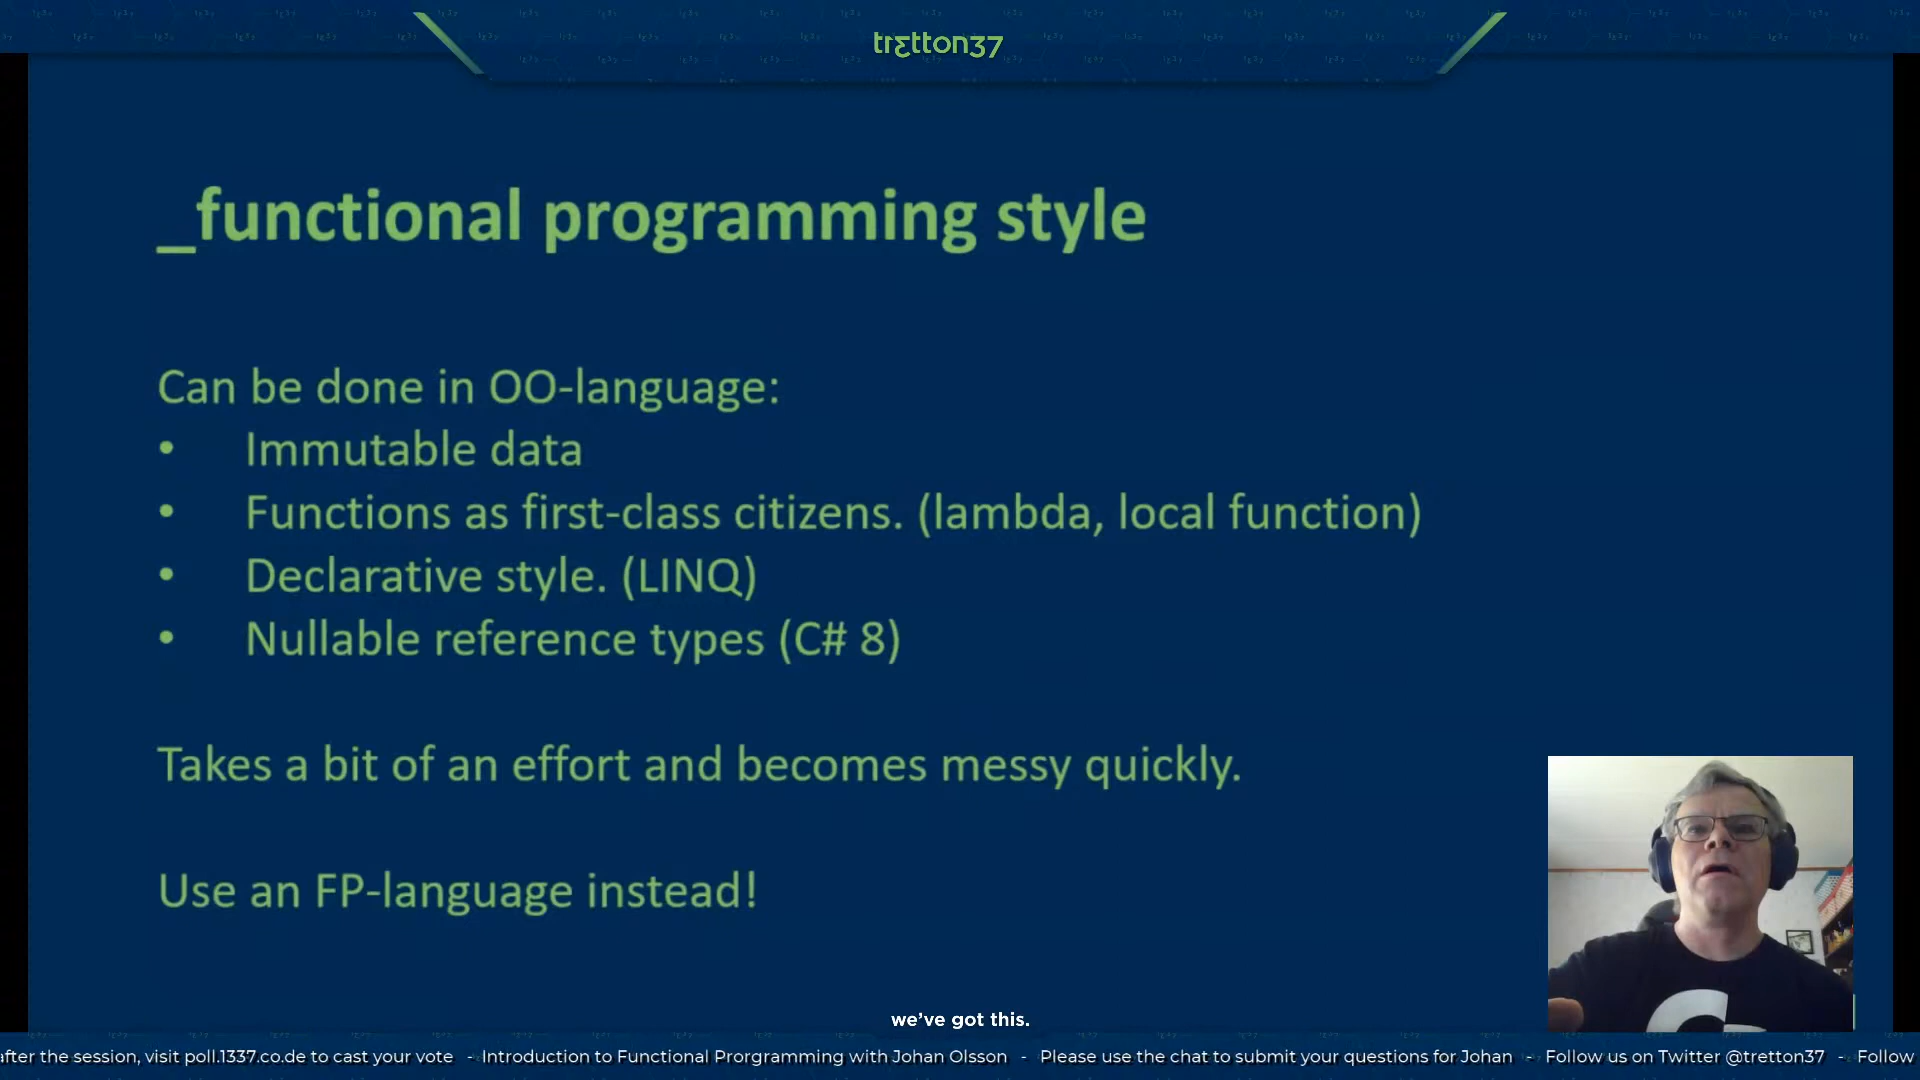 trɛtton37
_functional programming style
Can be done in OO-language:
• Immutable data
• Functions as first-class citizens. (lambda, local function)
• Declarative style. (LINQ)
• Nullable reference types (C# 8)
Takes a bit of an effort and becomes messy quickly.
Use an FP-language instead!
we've got this.
after the session, visit poll.1337.co.de to cast your vote - Introduction to Functional Prorgramming with Johan Olsson - Please use the chat to submit your questions for Johan - Follow us on Twitter @tretton37 - Follow